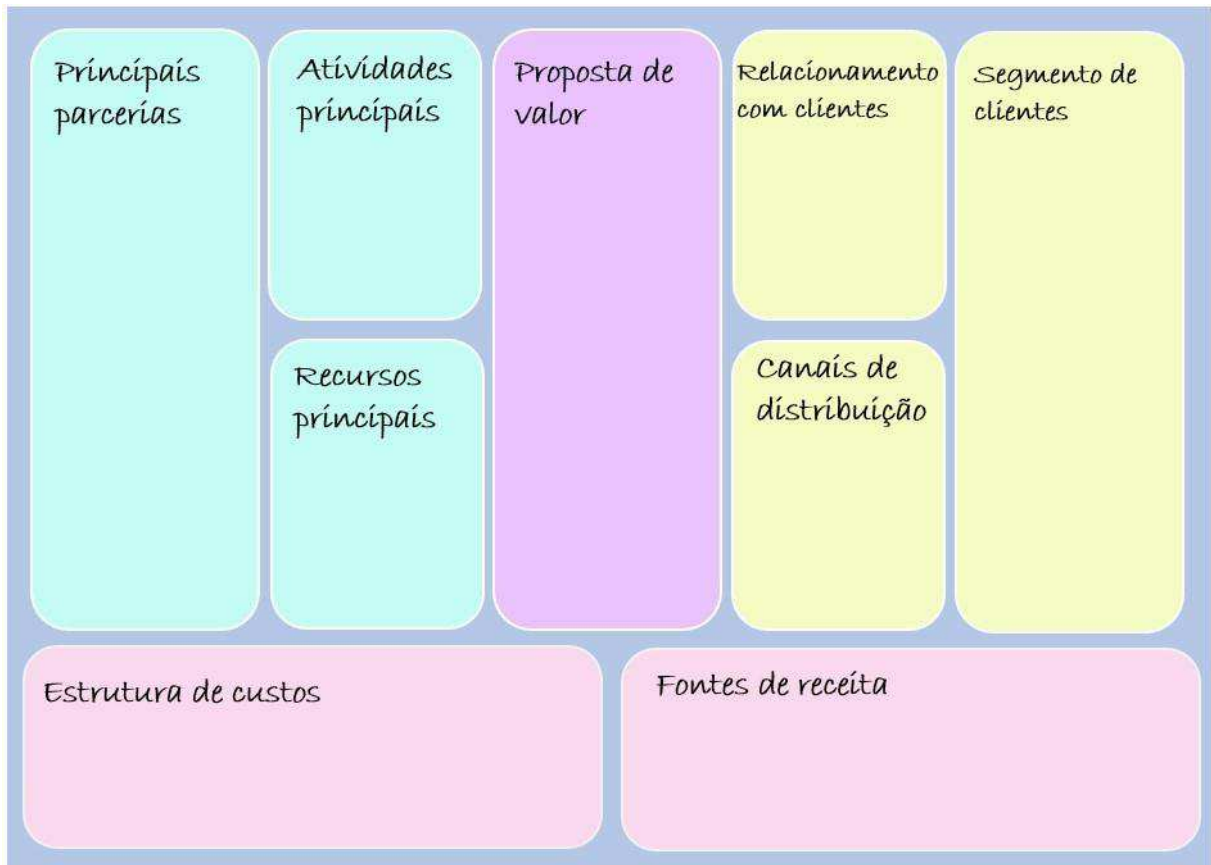 Principais
parcerias
Atividades
principais
Recursos
principais
Proposta de
valor
Relacionamento
com clientes
Canais de
distribuição
Segmento de
clientes
Estrutura de custos
Fontes de receita